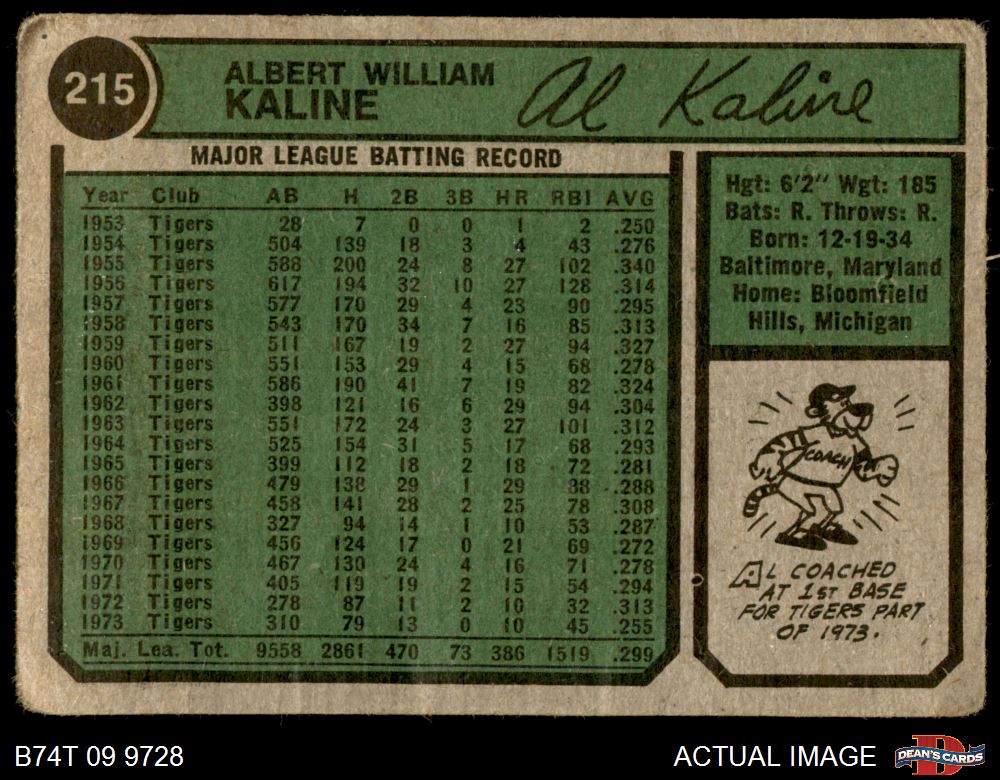 215
ALBERT WILLIAM
KALINE
Al Kaline
MAJOR LEAGUE BATTING RECORD
Year Club AB H 2B 3B HR RBI AVG
1953 Tigers 28 7 0 0 1 2 .250
1954 Tigers 504 139 18 3 4 43 .276
1955 Tigers 588 200 24 8 27 102 .340
1956 Tigers 617 194 32 10 27 128 .314
1957 Tigers 577 170 29 4 23 90 .295
1958 Tigers 543 170 34 7 16 85 .313
1959 Tigers 511 167 19 2 27 94 .327
1960 Tigers 551 153 29 4 15 68 .278
1961 Tigers 586 190 41 7 19 82 .324
1962 Tigers 398 121 16 6 29 94 .304
1963 Tigers 551 172 24 3 27 101 .312
1964 Tigers 525 154 31 5 17 68 .293
1965 Tigers 399 112 18 2 18 72 .281
1966 Tigers 479 138 29 1 29 88 .288
1967 Tigers 458 141 28 2 25 78 .308
1968 Tigers 327 94 14 1 10 53 .287
1969 Tigers 456 124 17 0 21 69 .272
1970 Tigers 467 130 24 4 16 71 .278
1971 Tigers 405 119 19 2 15 54 .294
1972 Tigers 278 87 11 2 10 32 .313
1973 Tigers 310 79 13 0 10 45 .255
Maj. Lea. Tot. 9558 2861 470 73 386 1519 .299
Hgt: 6'2" Wgt: 185
Bats: R. Throws: R.
Born: 12-19-34
Baltimore, Maryland
Home: Bloomfield
Hills, Michigan
COACH
AL COACHED
AT 1ST BASE
FOR TIGERS PART
OF 1973.
B74T 09 9728
ACTUAL IMAGE
D
DEAN'S CARDS